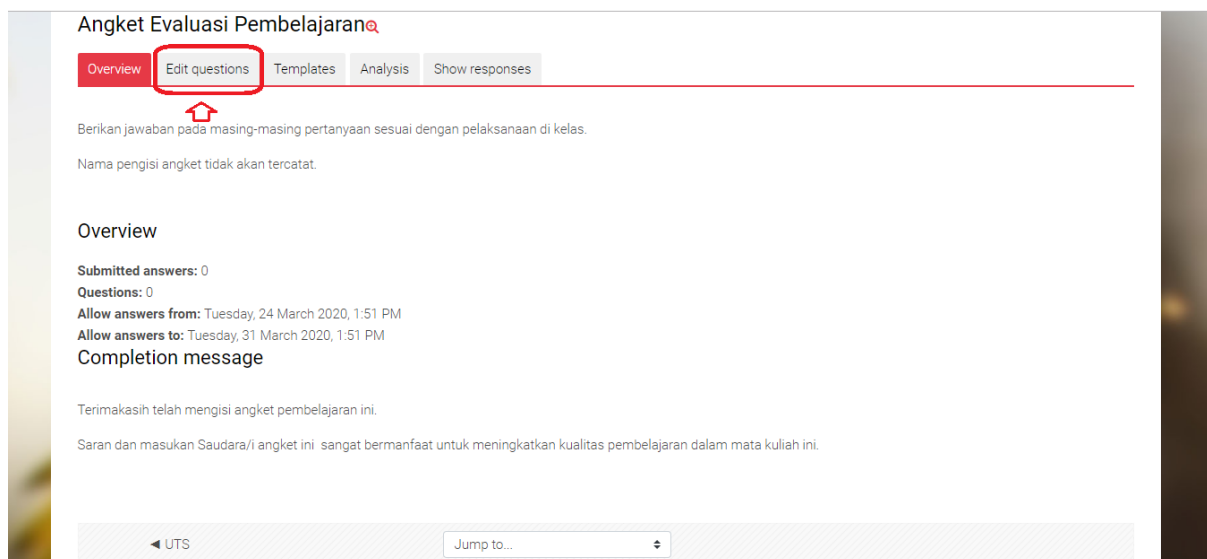 Angket Evaluasi Pembelajaran
Overview Edit questions Templates Analysis Show responses
Berikan jawaban pada masing-masing pertanyaan sesuai dengan pelaksanaan di kelas.
Nama pengisi angket tidak akan tercatat.
Overview
Submitted answers: 0
Questions: 0
Allow answers from: Tuesday, 24 March 2020, 1:51 PM
Allow answers to: Tuesday, 31 March 2020, 1:51 PM
Completion message
Terimakasih telah mengisi angket pembelajaran ini.
Saran dan masukan Saudara/i angket ini sangat bermanfaat untuk meningkatkan kualitas pembelajaran dalam mata kuliah ini.
◄ UTS Jump to...